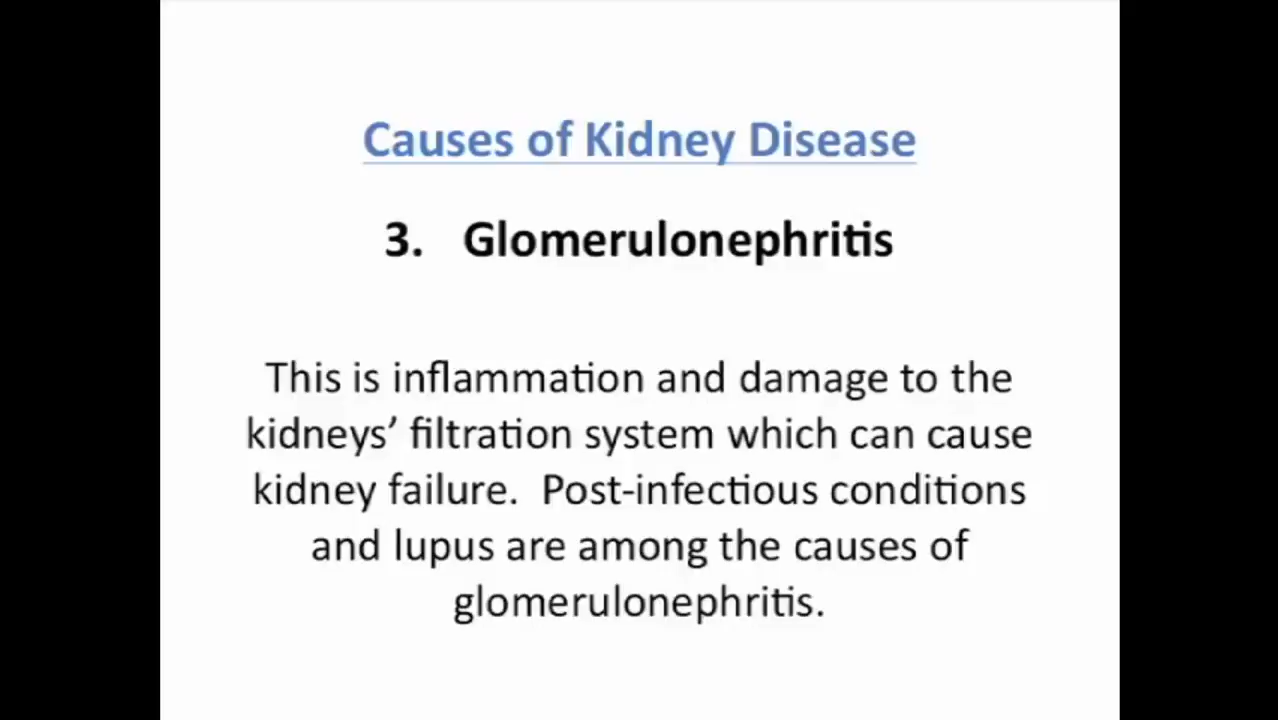 Causes of Kidney Disease
3. Glomerulonephritis
This is inflammation and damage to the
kidneys’ filtration system which can cause
kidney failure.  Post-infectious conditions
and lupus are among the causes of
glomerulonephritis.